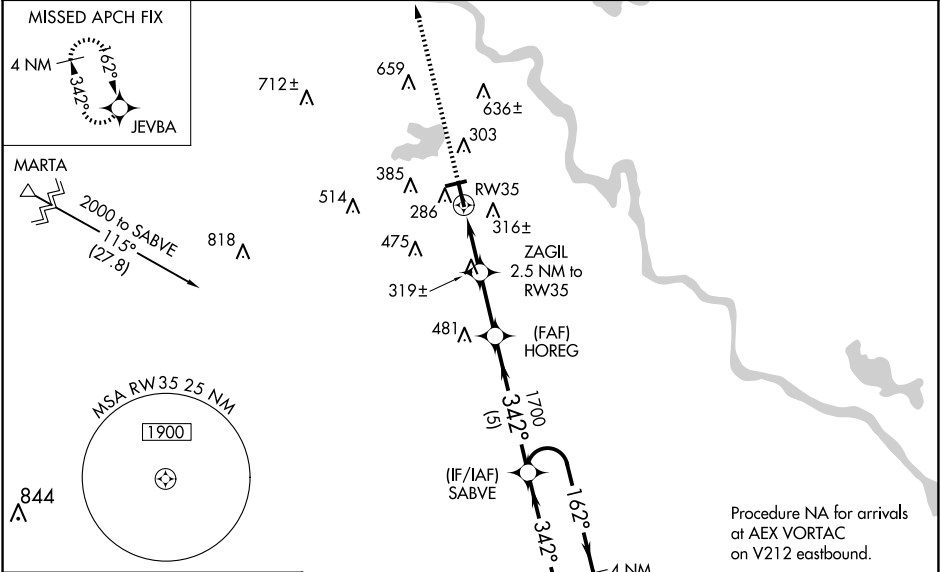 MISSED APCH FIX
4 NM
162°
342°
JEVBA
MARTA
2000 to SABVE
115°
(27.8)
712±
659
636±
303
385
RW35
514
286
316±
818
475
ZAGIL
2.5 NM to
RW35
319±
481
(FAF)
HOREG
MSA RW35 25 NM
1900
1700
342°
(5)
(IF/IAF)
SABVE
162°
342°
4 NM
844
Procedure NA for arrivals
at AEX VORTAC
on V212 eastbound.